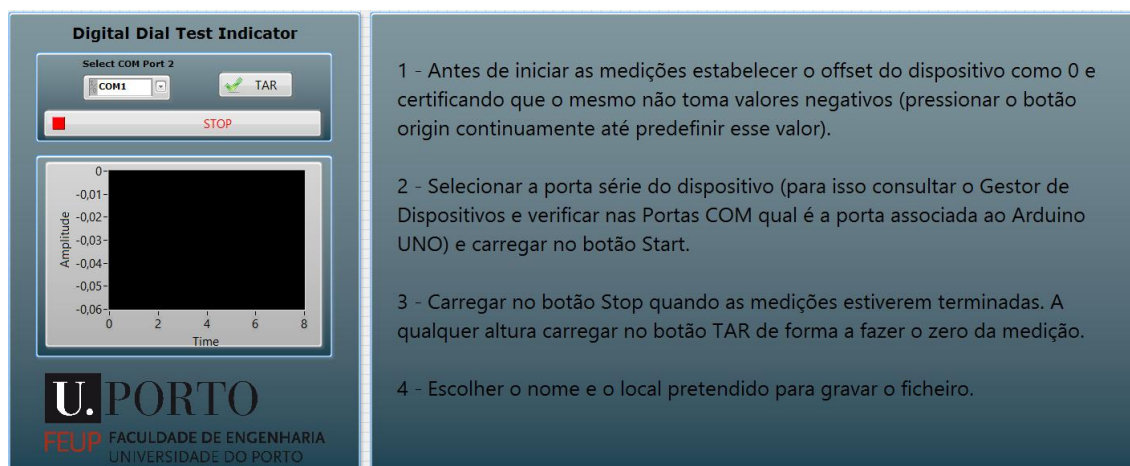 Digital Dial Test Indicator
Select COM Port 2
COM1
TAR
STOP
Amplitude
0
-0,01
-0,02
-0,03
-0,04
-0,05
-0,06
0 2 4 6 8
Time
U. PORTO
FEUP FACULDADE DE ENGENHARIA
UNIVERSIDADE DO PORTO
1 - Antes de iniciar as medições estabelecer o offset do dispositivo como 0 e
certificando que o mesmo não toma valores negativos (pressionar o botão
origin continuamente até predefinir esse valor).
2 - Selecionar a porta série do dispositivo (para isso consultar o Gestor de
Dispositivos e verificar nas Portas COM qual é a porta associada ao Arduino
UNO) e carregar no botão Start.
3 - Carregar no botão Stop quando as medições estiverem terminadas. A
qualquer altura carregar no botão TAR de forma a fazer o zero da medição.
4 - Escolher o nome e o local pretendido para gravar o ficheiro.